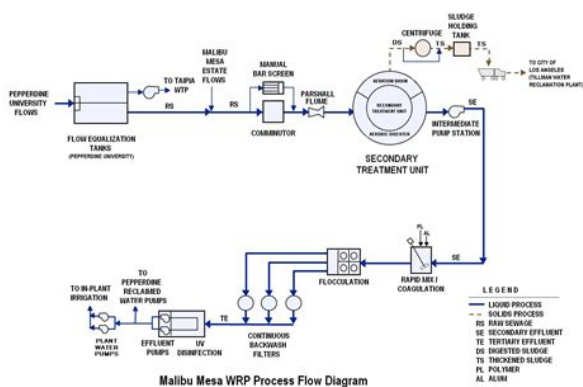 SLUDGE
HOLDING
TANK
CENTRIFUGE
DS
TS
TS
TO CITY OF
LOS ANGELES
(TILLMAN WATER
RECLAMATION PLANT)
MALIBU
MESA
ESTATE
FLOWS
MANUAL
BAR SCREEN
PARSHALL
FLUME
PEPPERDINE
UNIVERSITY
FLOWS
TO TAIPIA
WTP
RS
RS
COMMINUTOR
FLOW EQUALIZATION
TANKS
(PEPPERDINE UNIVERSITY)
AERATION BASIN
SECONDARY
TREATMENT UNIT
AEROBIC DIGESTER
SECONDARY
TREATMENT UNIT
SE
INTERMEDIATE
PUMP STATION
PL
AL
SE
RAPID MIX /
COAGULATION
FLOCCULATION
TO
PEPPERDINE
RECLAIMED
WATER PUMPS
TO IN-PLANT
IRRIGATION
PLANT
WATER
PUMPS
EFFLUENT
PUMPS
UV
DISINFECTION
TE
CONTINUOUS
BACKWASH
FILTERS
LEGEND
LIQUID PROCESS
SOLIDS PROCESS
RS RAW SEWAGE
SE SECONDARY EFFLUENT
TE TERTIARY EFFLUENT
DS DIGESTED SLUDGE
TS THICKENED SLUDGE
PL POLYMER
AL ALUM
Malibu Mesa WRP Process Flow Diagram